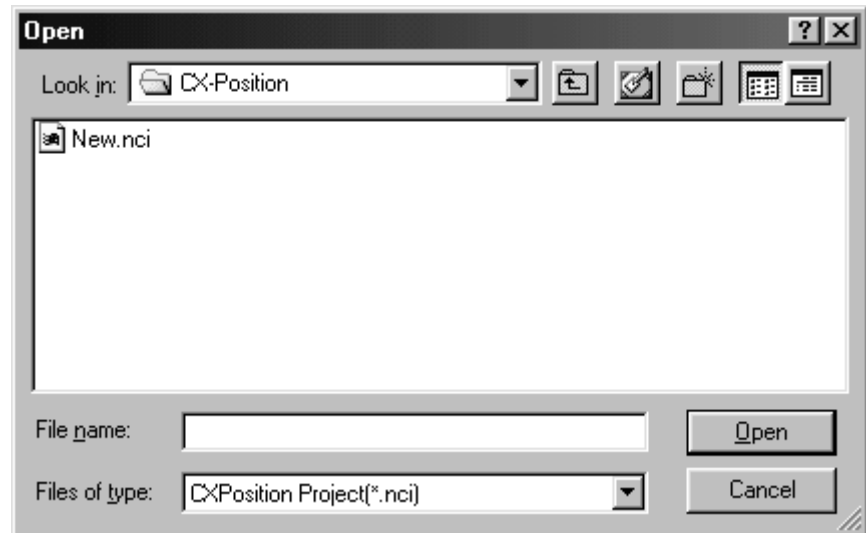 Open
Look in: CX-Position
New.nci
File name: Open
Files of type: CXPosition Project(*.nci) Cancel